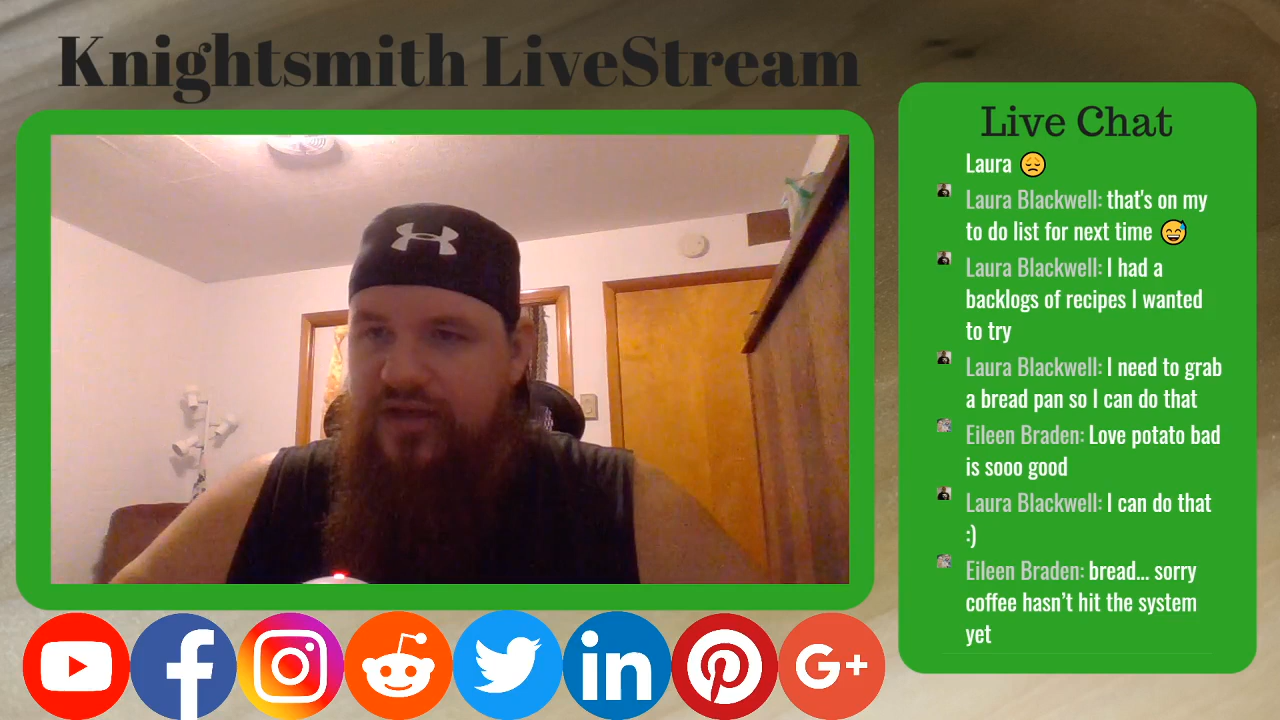 Knightsmith LiveStream
Live Chat
Laura 😞
Laura Blackwell: that's on my
to do list for next time 😅
Laura Blackwell: I had a
backlogs of recipes I wanted
to try
Laura Blackwell: I need to grab
a bread pan so I can do that
Eileen Braden: Love potato bad
is sooo good
Laura Blackwell: I can do that
:)
Eileen Braden: bread... sorry
coffee hasn’t hit the system
yet
in
G+